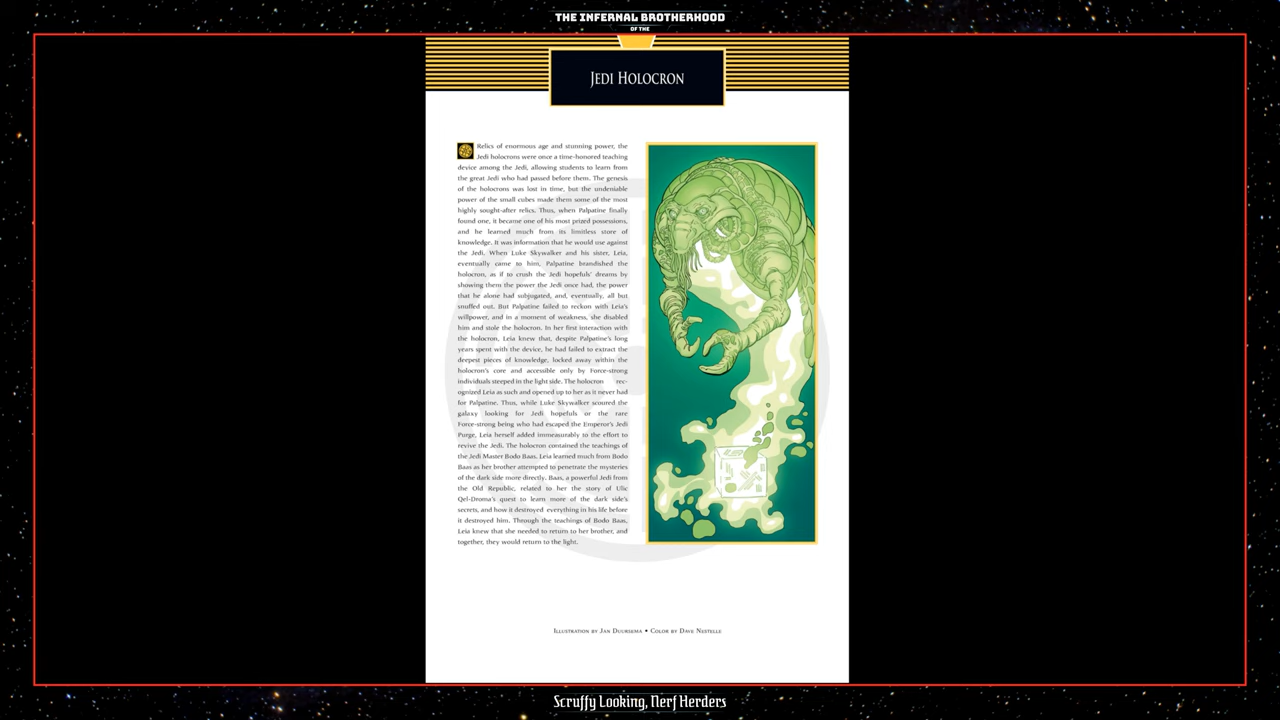 THE INFERNAL BROTHERHOOD
OF THE
JEDI HOLOCRON
Relics of enormous age and stunning power, the
Jedi holocrons were once a time-honored teaching
device among the Jedi, allowing students to learn from
the great Jedi who had passed before them. The genesis
of the holocrons was lost in time, but the undeniable
power of the small cubes made them some of the most
highly sought-after relics. Thus, when Palpatine finally
found one, it became one of his most prized possessions,
and he learned much from its limitless store of
knowledge. It was information that he would use against
the Jedi. When Luke Skywalker and his sister, Leia,
eventually came to him, Palpatine brandished the
holocron, as if to crush the Jedi hopefuls' dreams by
showing them the power the Jedi once had, the power
that he alone had subjugated, and, eventually, all but
snuffed out. But Palpatine failed to reckon with Leia's
willpower, and in a moment of weakness, she disabled
him and stole the holocron. In her first interaction with
the holocron, Leia knew that, despite Palpatine's long
years spent with the device, he had failed to extract the
deepest pieces of knowledge, locked away within the
holocron's core and accessible only by Force-strong
individuals steeped in the light side. The holocron rec-
ognized Leia as such and opened up to her as it never had
for Palpatine. Thus, while Luke Skywalker scoured the
galaxy looking for Jedi hopefuls or the rare
Force-strong being who had escaped the Emperor's Jedi
Purge, Leia herself added immeasurably to the effort to
revive the Jedi. The holocron contained the teachings of
the Jedi Master Bodo Baas. Leia learned much from Bodo
Baas as her brother attempted to penetrate the mysteries
of the dark side more directly. Baas, a powerful Jedi from
the Old Republic, related to her the story of Ulic
Qel-Droma's quest to learn more of the dark side's
secrets, and how it destroyed everything in his life before
it destroyed him. Through the teachings of Bodo Baas,
Leia knew that she needed to return to her brother, and
together, they would return to the light.
ILLUSTRATION BY JAN DUURSEMA • COLOR BY DAVE NESTELLE
Scruffy Looking, Nerf Herders